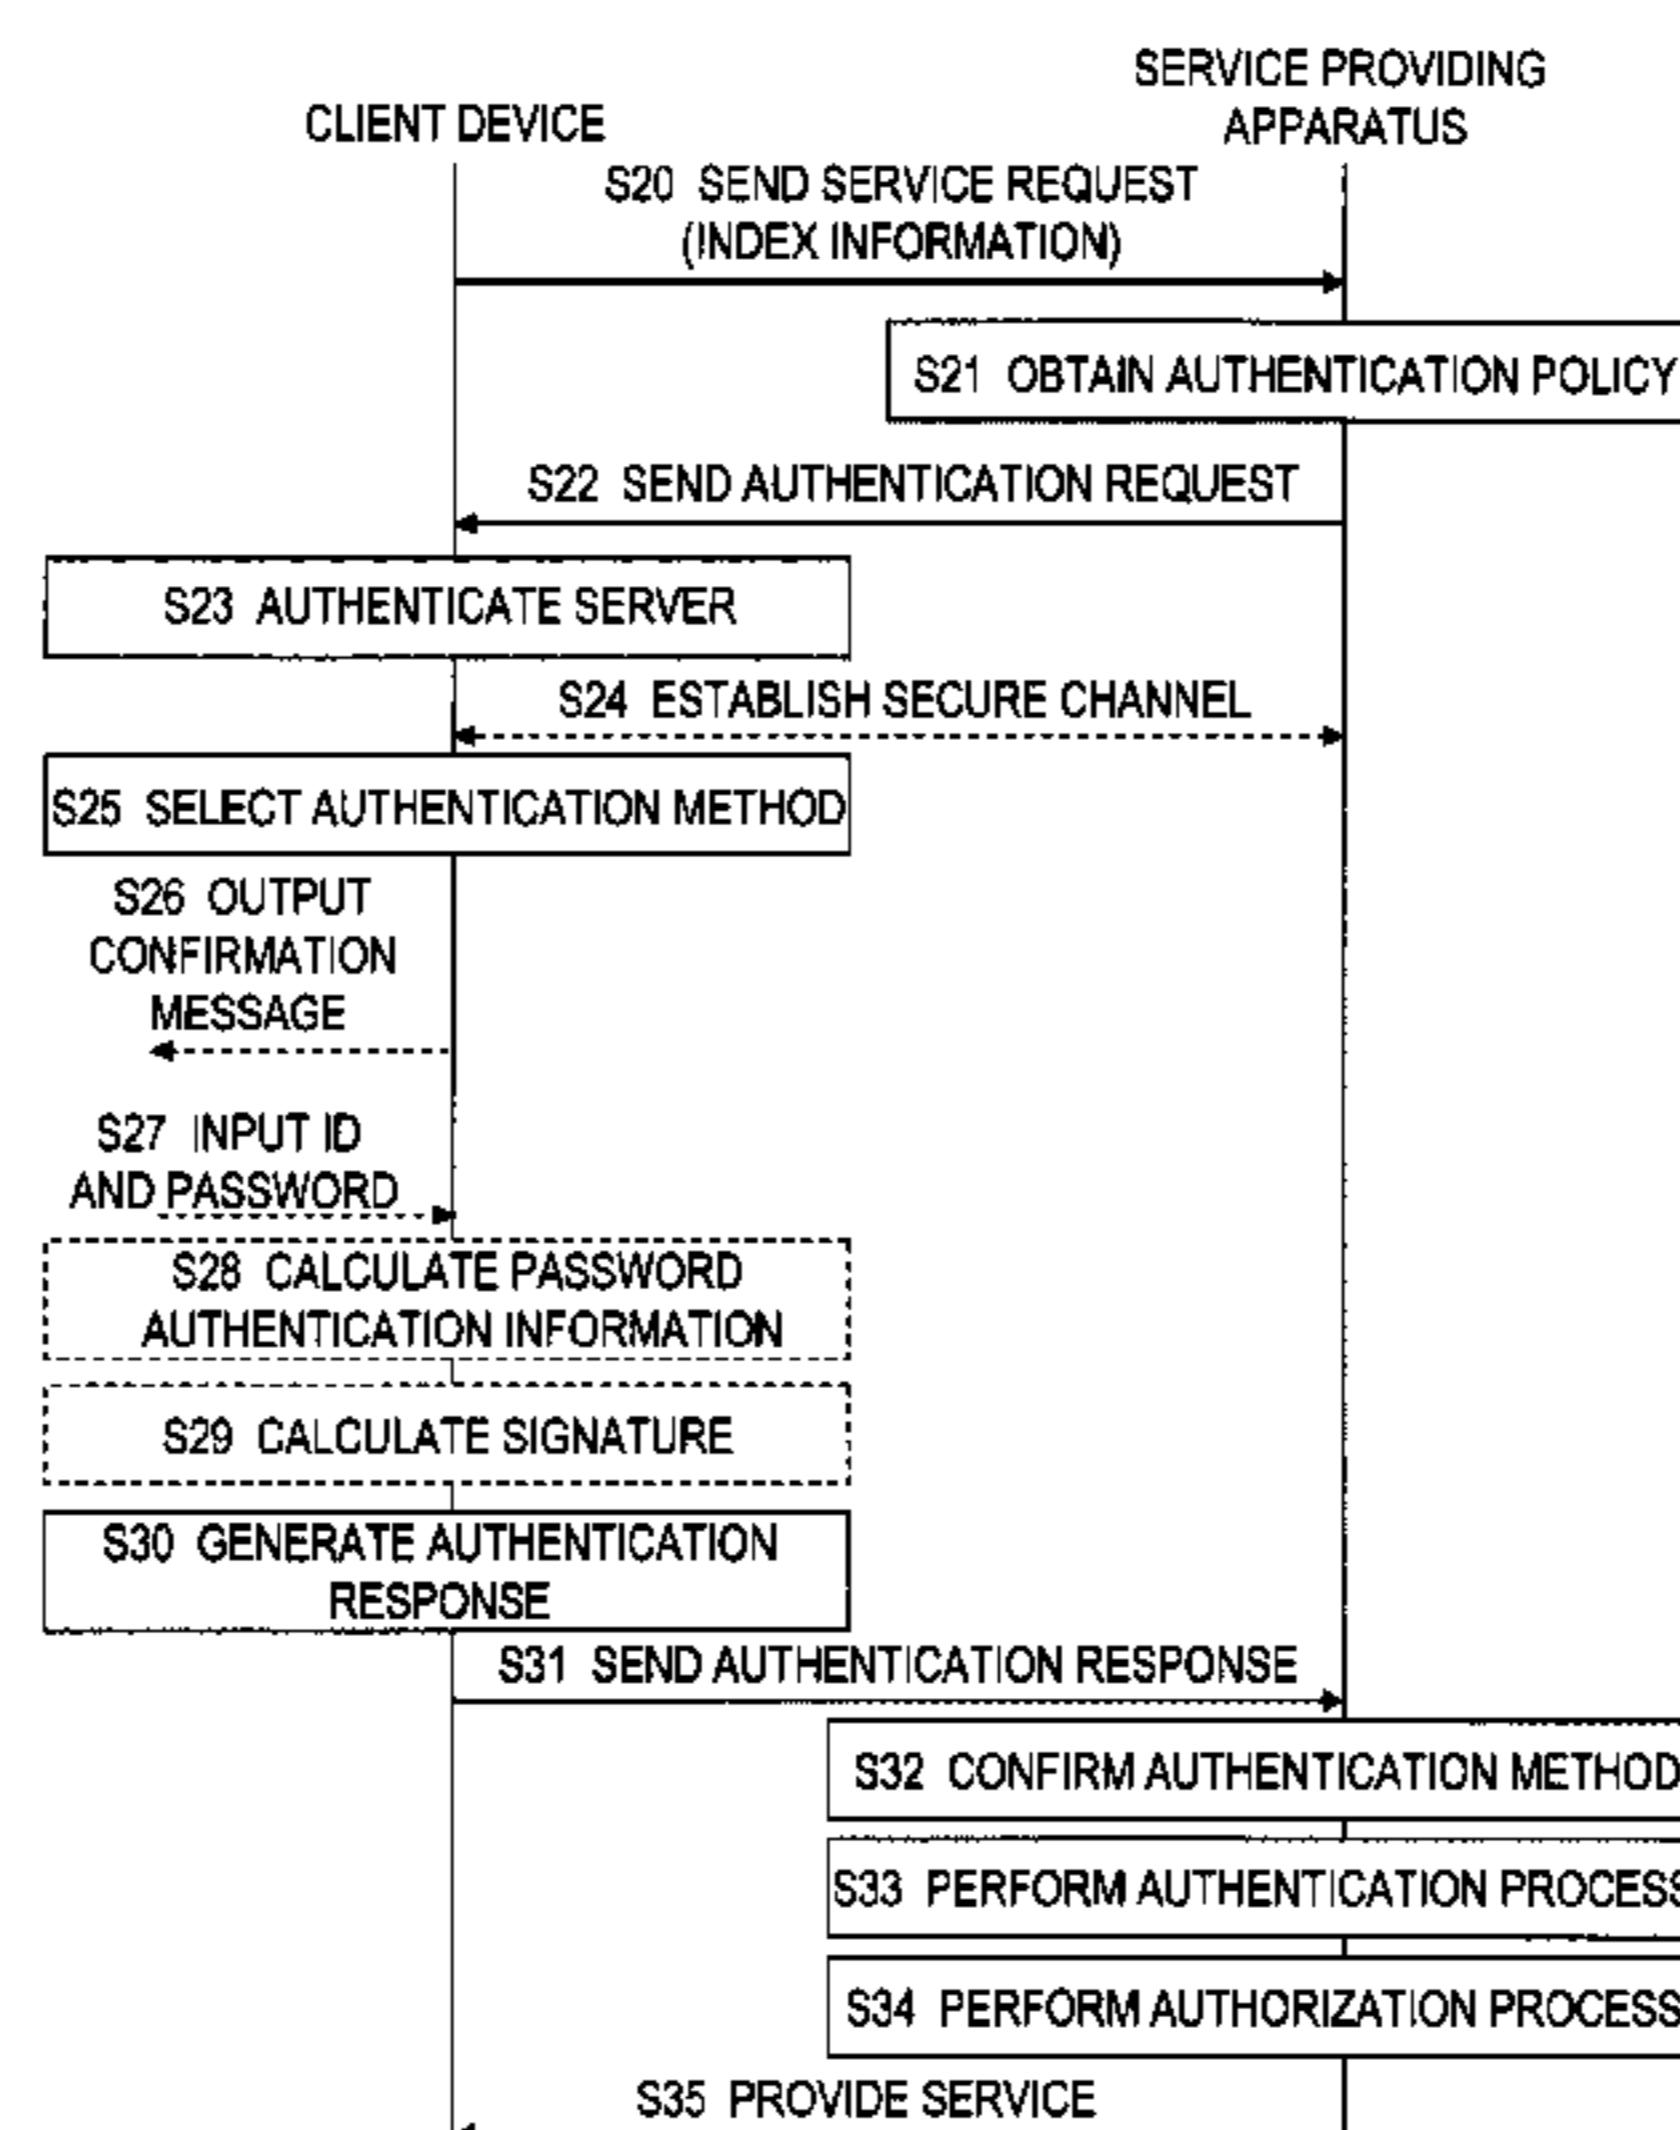 SERVICE PROVIDING
APPARATUS
CLIENT DEVICE
S20 SEND SERVICE REQUEST
(INDEX INFORMATION)
S21 OBTAIN AUTHENTICATION POLICY
S22 SEND AUTHENTICATION REQUEST
S23 AUTHENTICATE SERVER
S24 ESTABLISH SECURE CHANNEL
S25 SELECT AUTHENTICATION METHOD
S26 OUTPUT
CONFIRMATION
MESSAGE
S27 INPUT ID
AND PASSWORD
S28 CALCULATE PASSWORD
AUTHENTICATION INFORMATION
S29 CALCULATE SIGNATURE
S30 GENERATE AUTHENTICATION
RESPONSE
S31 SEND AUTHENTICATION RESPONSE
S32 CONFIRM AUTHENTICATION METHOD
S33 PERFORM AUTHENTICATION PROCESS
S34 PERFORM AUTHORIZATION PROCESS
S35 PROVIDE SERVICE